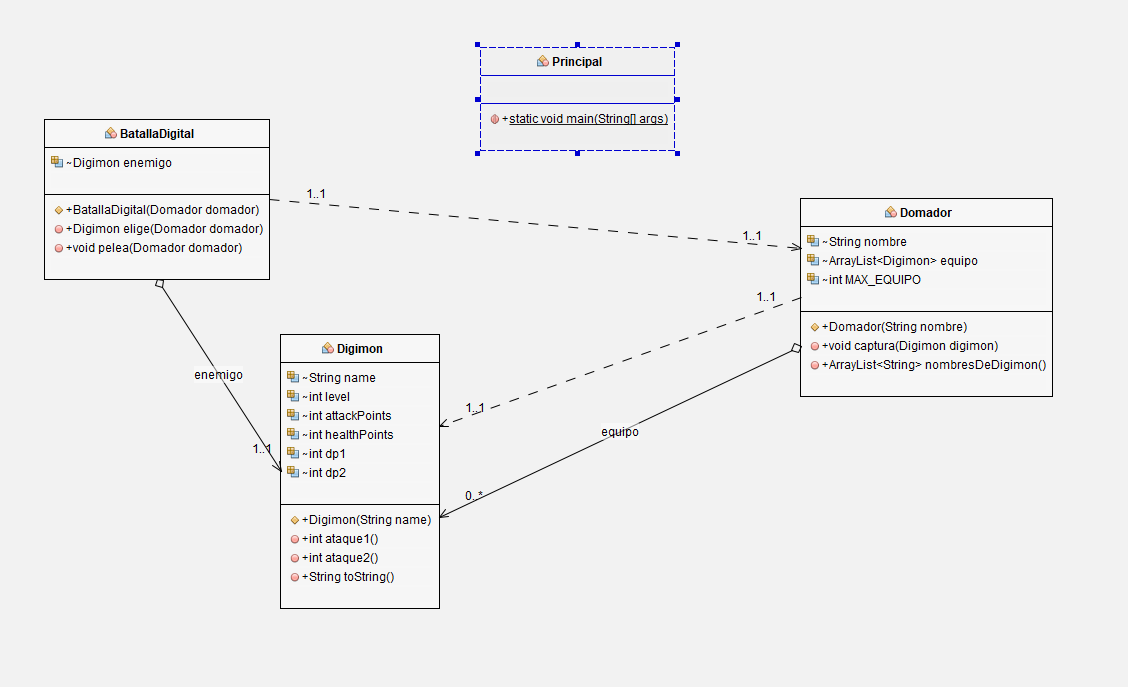 Principal
+static void main(String[] args)
BatallaDigital
~Digimon enemigo
+BatallaDigital(Domador domador)
+Digimon elige(Domador domador)
+void pelea(Domador domador)
1..1
1..1
Domador
~String nombre
~ArrayList<Digimon> equipo
~int MAX_EQUIPO
+Domador(String nombre)
+void captura(Digimon digimon)
+ArrayList<String> nombresDeDigimon()
1..1
1..1
enemigo
1..1
equipo
0..*
Digimon
~String name
~int level
~int attackPoints
~int healthPoints
~int dp1
~int dp2
+Digimon(String name)
+int ataque1()
+int ataque2()
+String toString()